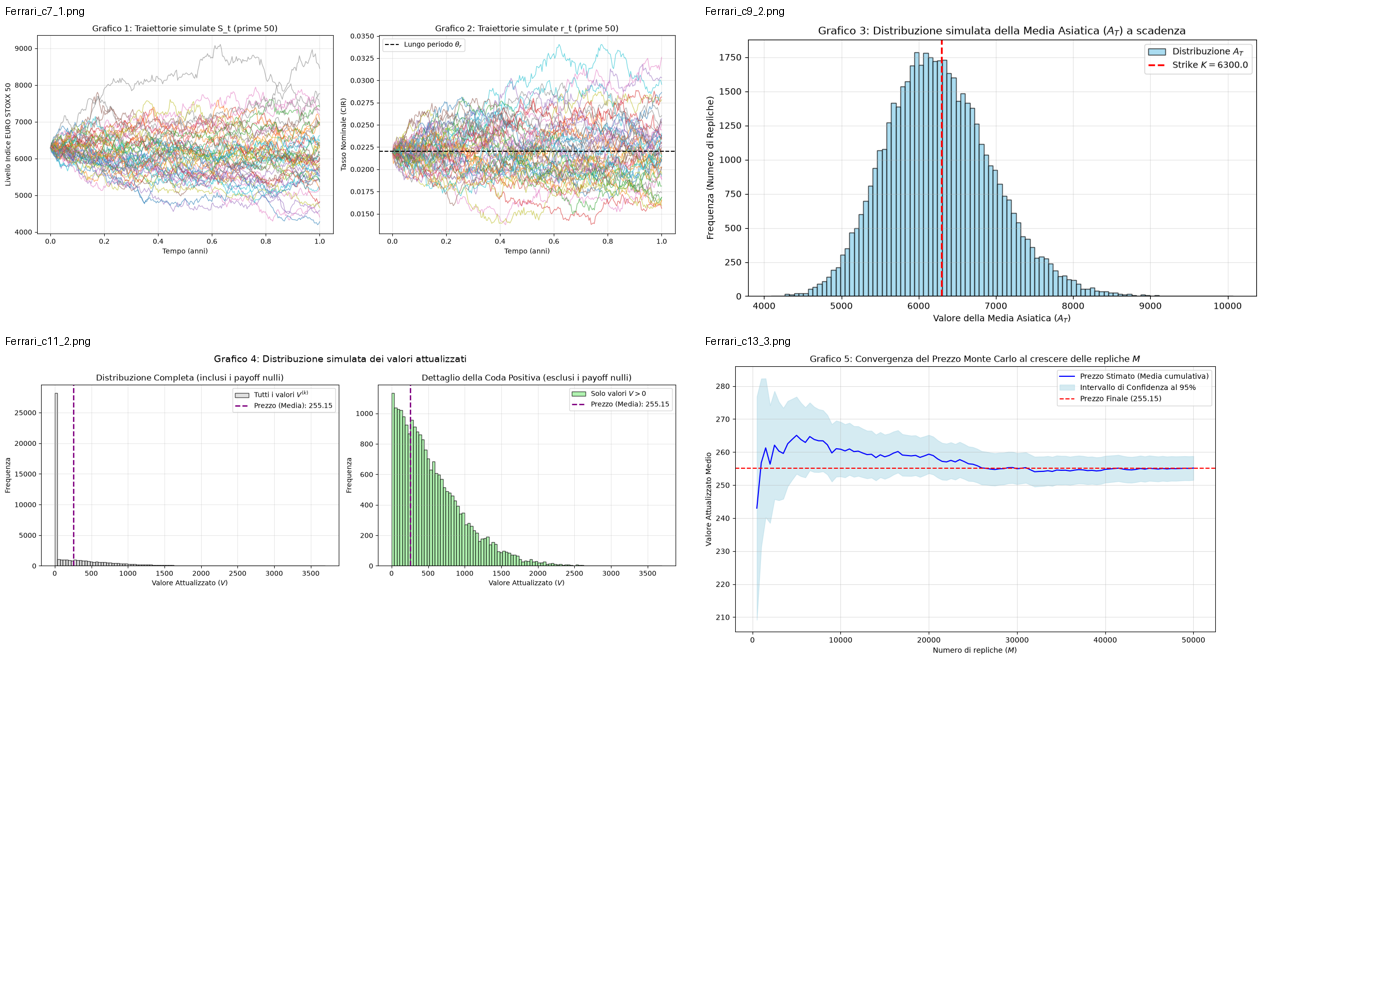 Ferrari_c7_1.png
Grafico 1: Traiettorie simulate S_t (prime 50)
Livello Indice EURO STOXX 50
9000
8000
7000
6000
5000
4000
0.0 0.2 0.4 0.6 0.8 1.0
Tempo (anni)
Grafico 2: Traiettorie simulate r_t (prime 50)
Lungo periodo θr
Tasso Nominale (CIR)
0.0350
0.0325
0.0300
0.0275
0.0250
0.0225
0.0200
0.0175
0.0150
0.0 0.2 0.4 0.6 0.8 1.0
Tempo (anni)
Ferrari_c9_2.png
Grafico 3: Distribuzione simulata della Media Asiatica (A_T) a scadenza
Distribuzione A_T
Strike K = 6300.0
Frequenza (Numero di Repliche)
1750
1500
1250
1000
750
500
250
0
4000 5000 6000 7000 8000 9000 10000
Valore della Media Asiatica (A_T)
Ferrari_c11_2.png
Grafico 4: Distribuzione simulata dei valori attualizzati
Distribuzione Completa (inclusi i payoff nulli)
Tutti i valori V^(k)
Prezzo (Media): 255.15
Frequenza
25000
20000
15000
10000
5000
0
0 500 1000 1500 2000 2500 3000 3500
Valore Attualizzato (V)
Dettaglio della Coda Positiva (esclusi i payoff nulli)
Solo valori V > 0
Prezzo (Media): 255.15
Frequenza
1000
800
600
400
200
0
0 500 1000 1500 2000 2500 3000 3500
Valore Attualizzato (V)
Ferrari_c13_3.png
Grafico 5: Convergenza del Prezzo Monte Carlo al crescere delle repliche M
Prezzo Stimato (Media cumulativa)
Intervallo di Confidenza al 95%
Prezzo Finale (255.15)
Valore Attualizzato Medio
280
270
260
250
240
230
220
210
0 10000 20000 30000 40000 50000
Numero di repliche (M)